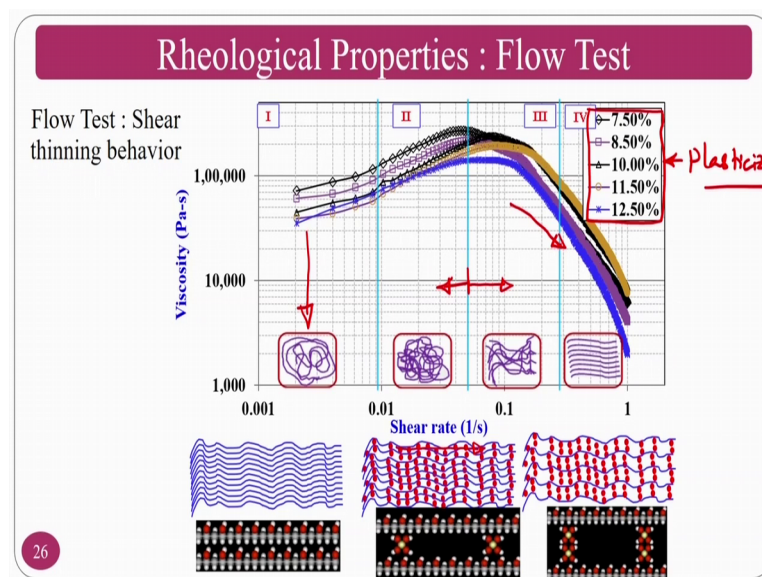 Rheological Properties : Flow Test
Flow Test : Shear
thinning behavior
I
II
III
IV
7.50%
8.50%
10.00%
11.50%
12.50%
1,00,000
10,000
1,000
Viscosity (Pa-s)
0.001
0.01
0.1
1
Shear rate (1/s)
26